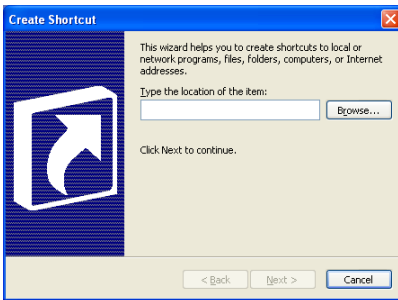 Create Shortcut
This wizard helps you to create shortcuts to local or
network programs, files, folders, computers, or Internet
addresses.
Type the location of the item:
Browse...
Click Next to continue.
< Back Next > Cancel